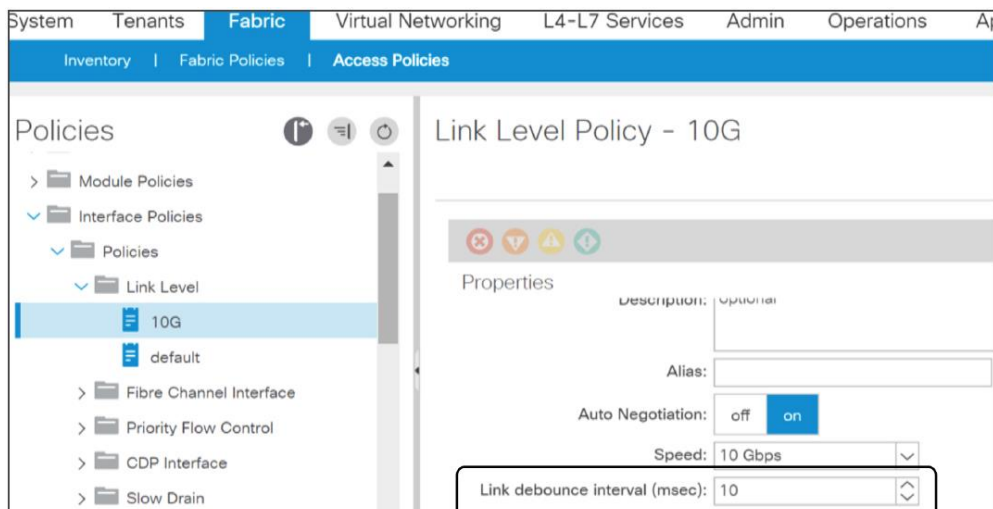 System Tenants Fabric Virtual Networking L4-L7 Services Admin Operations
Inventory | Fabric Policies | Access Policies
Policies
Module Policies
Interface Policies
Policies
Link Level
10G
default
Fibre Channel Interface
Priority Flow Control
CDP Interface
Slow Drain
Link Level Policy - 10G
Properties
Description: optional
Alias:
Auto Negotiation: off on
Speed: 10 Gbps
Link debounce interval (msec): 10